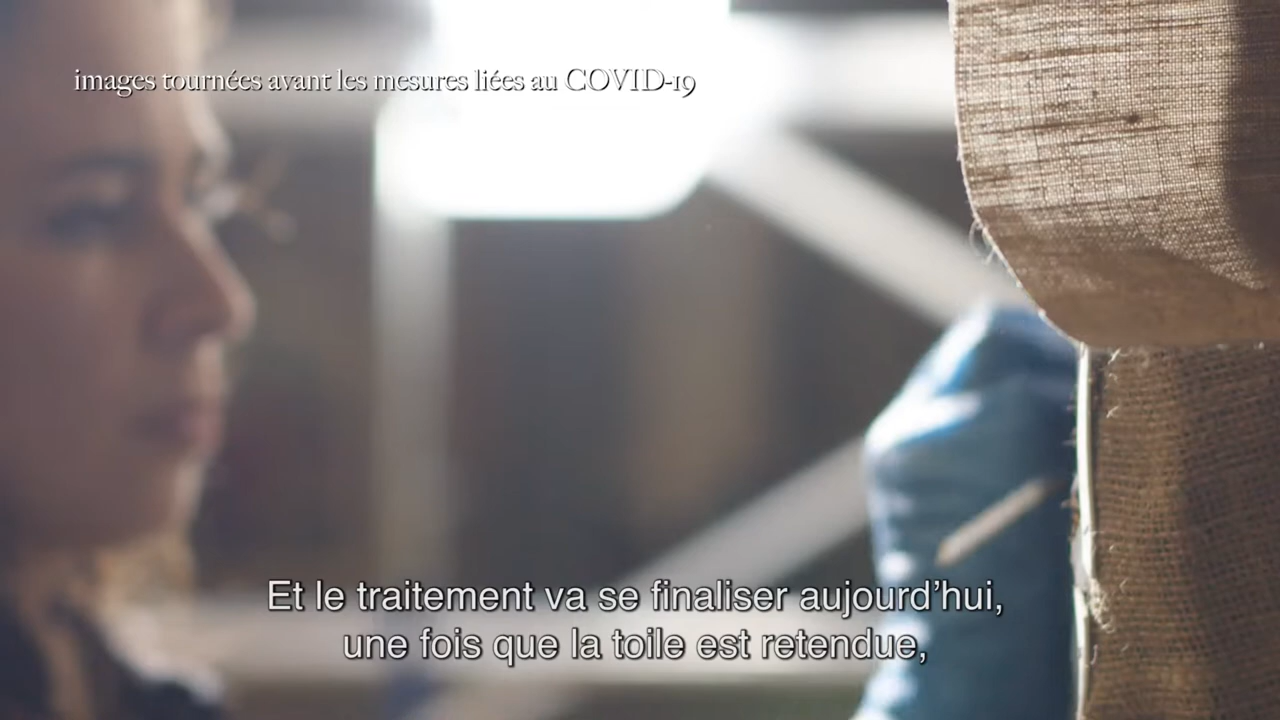 images tournées avant les mesures liées au COVID-19
Et le traitement va se finaliser aujourd’hui,
une fois que la toile est retendue,